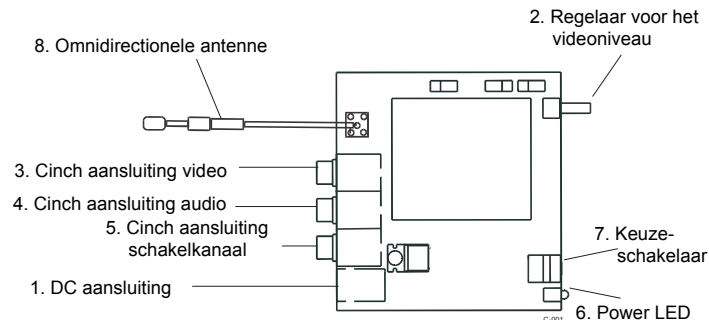 2. Regelaar voor het
videoniveau
8. Omnidirectionele antenne
3. Cinch aansluiting video
4. Cinch aansluiting audio
5. Cinch aansluiting
schakelkanaal
7. Keuze-
schakelaar
1. DC aansluiting
C-001
6. Power LED